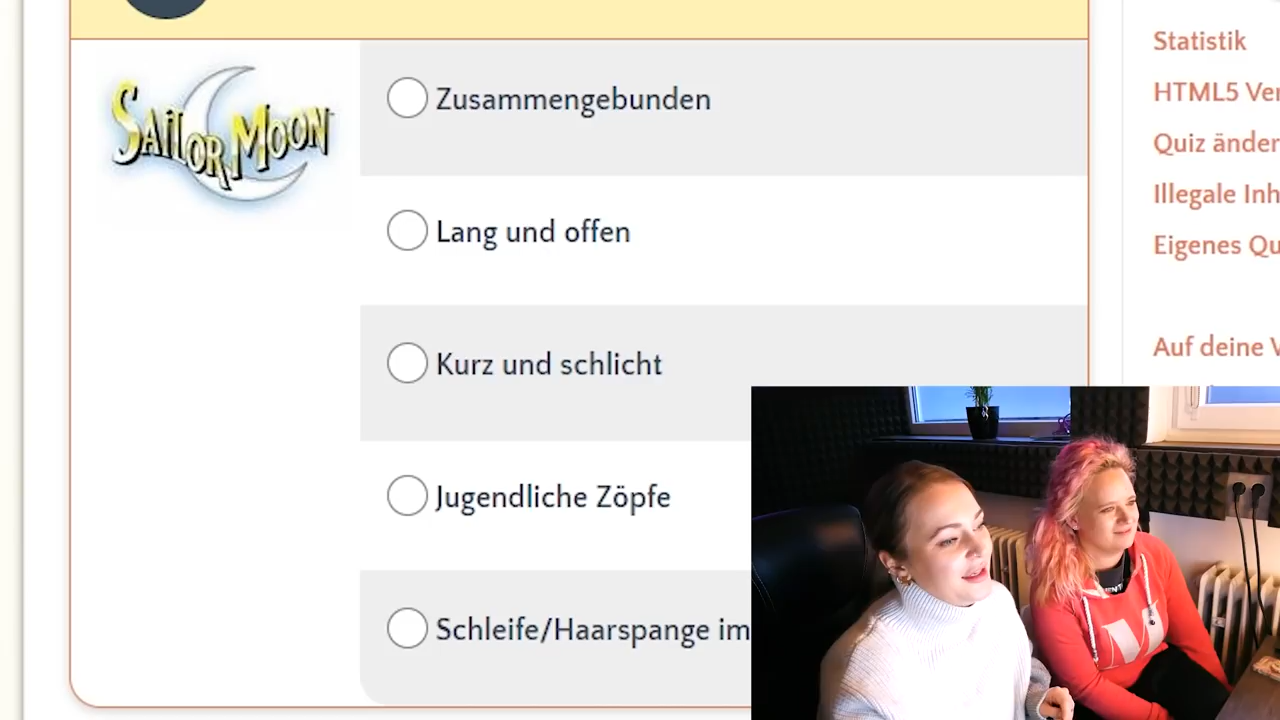 SAILOR MOON
Zusammengebunden
Lang und offen
Kurz und schlicht
Jugendliche Zöpfe
Schleife/Haarspange im
Statistik
HTML5 Ver
Quiz änder
Illegale Inh
Eigenes Qu
Auf deine